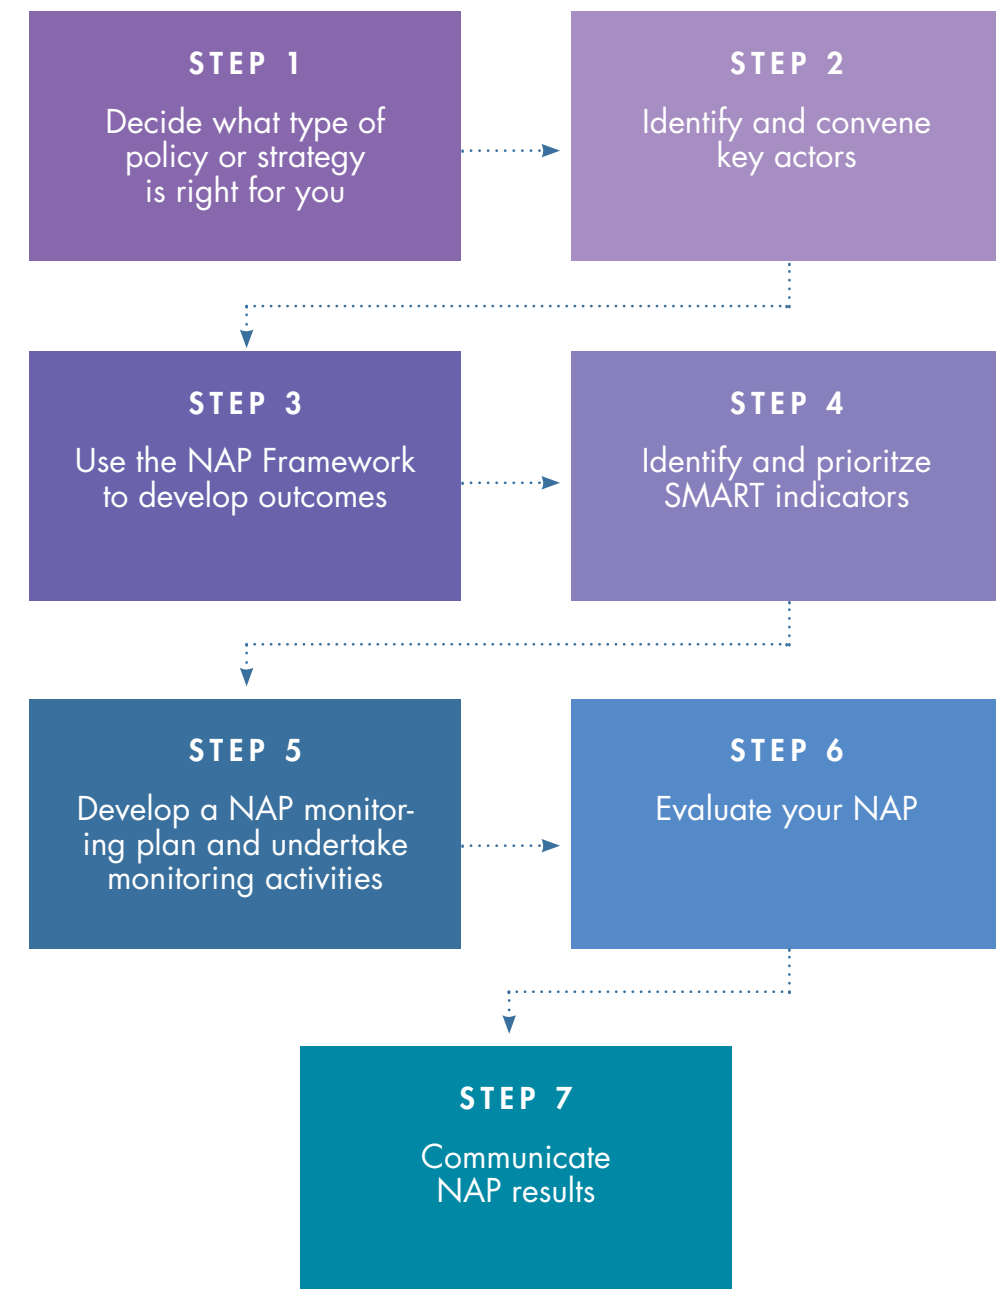 STEP 1
Decide what type of
policy or strategy
is right for you
STEP 2
Identify and convene
key actors
STEP 3
Use the NAP Framework
to develop outcomes
STEP 4
Identify and prioritze
SMART indicators
STEP 5
Develop a NAP monitor-
ing plan and undertake
monitoring activities
STEP 6
Evaluate your NAP
STEP 7
Communicate
NAP results